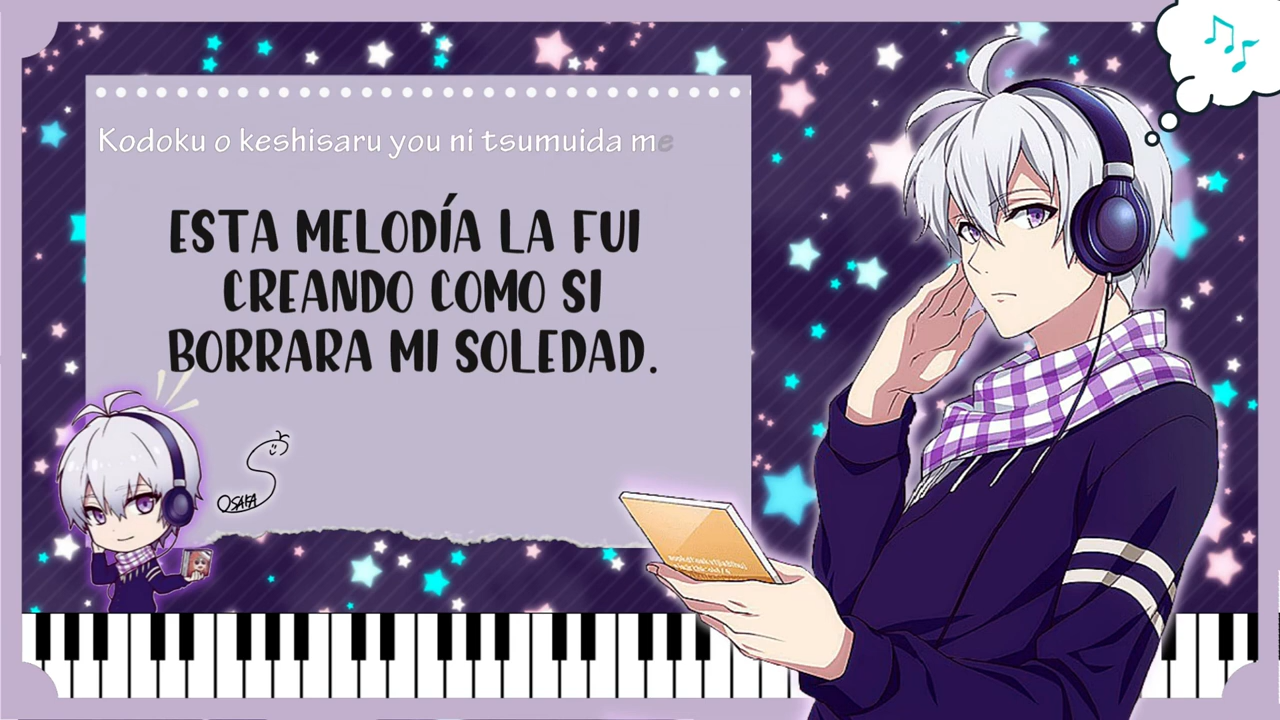 Kodoku o keshisaru you ni tsumuida me
ESTA MELODÍA LA FUI
CREANDO COMO SI
BORRARA MI SOLEDAD.
OSAKA